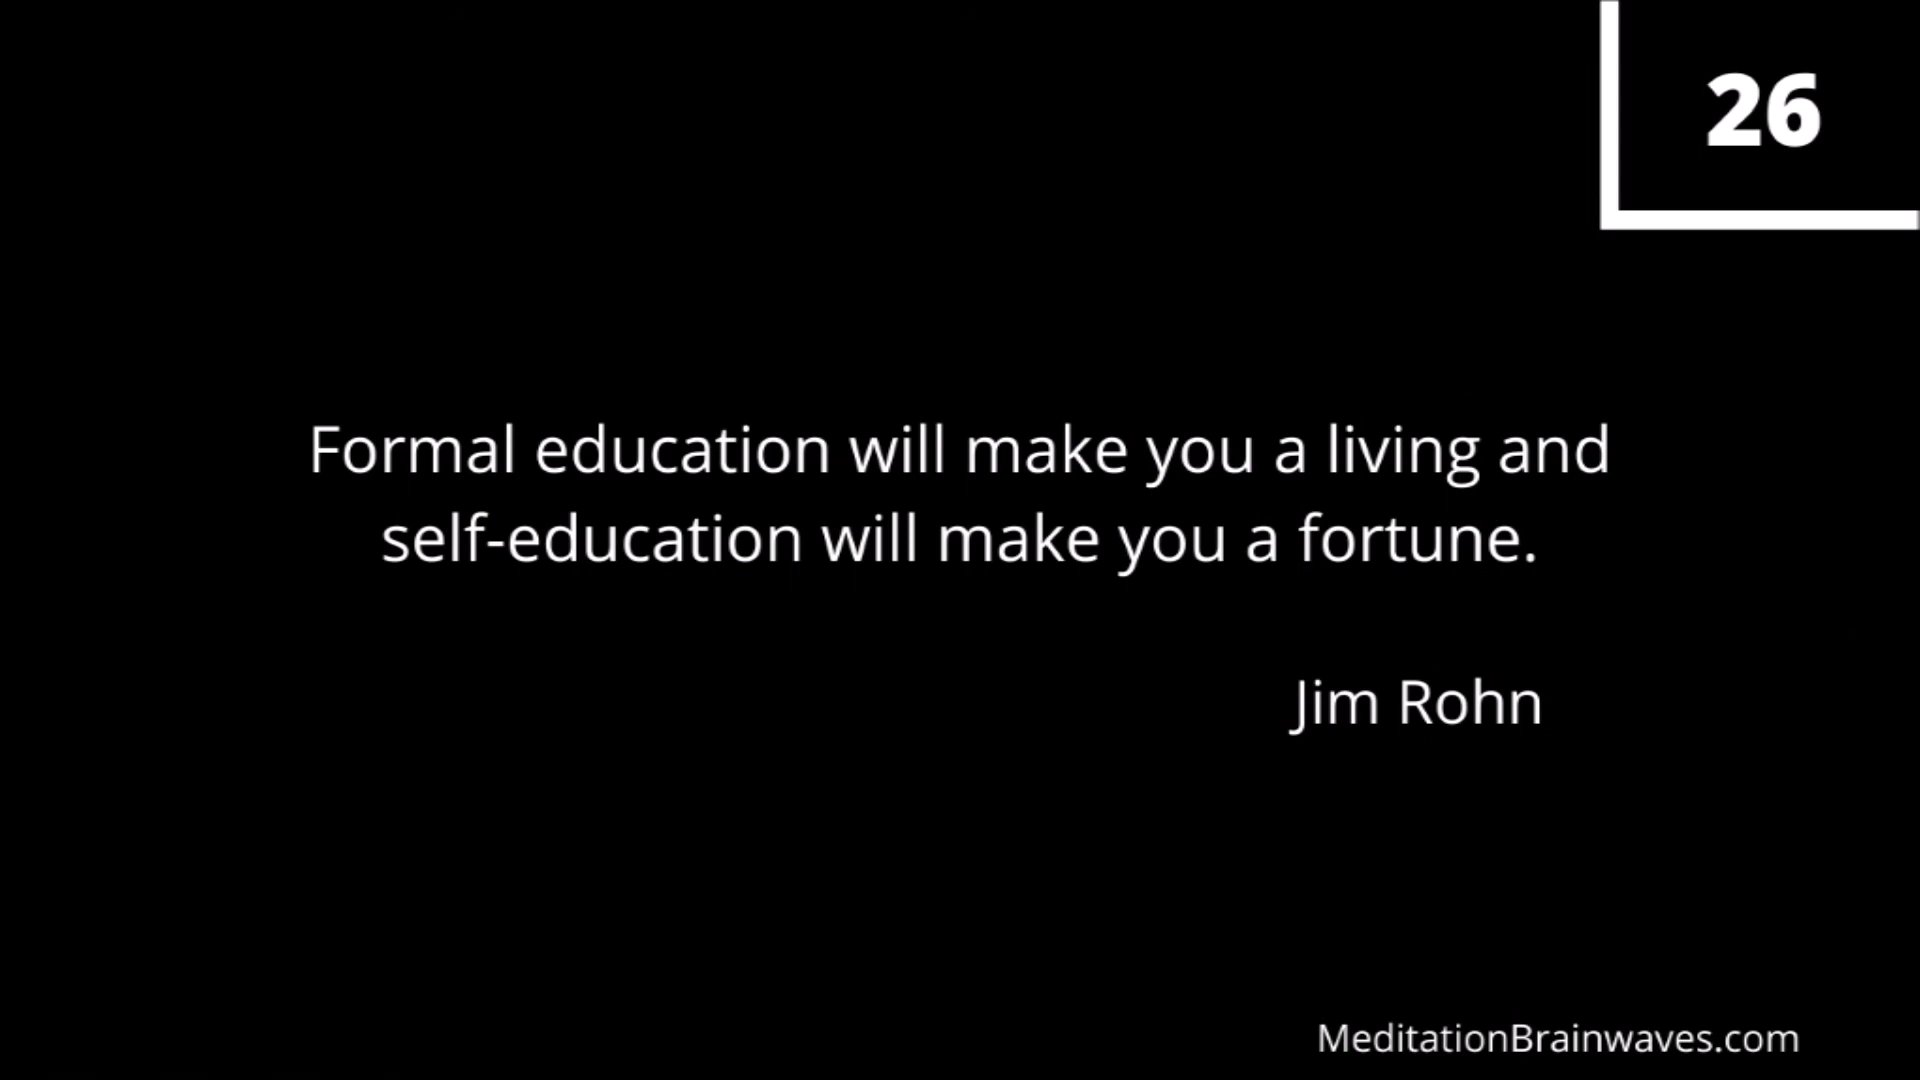 26
Formal education will make you a living and
self-education will make you a fortune.
Jim Rohn
MeditationBrainwaves.com